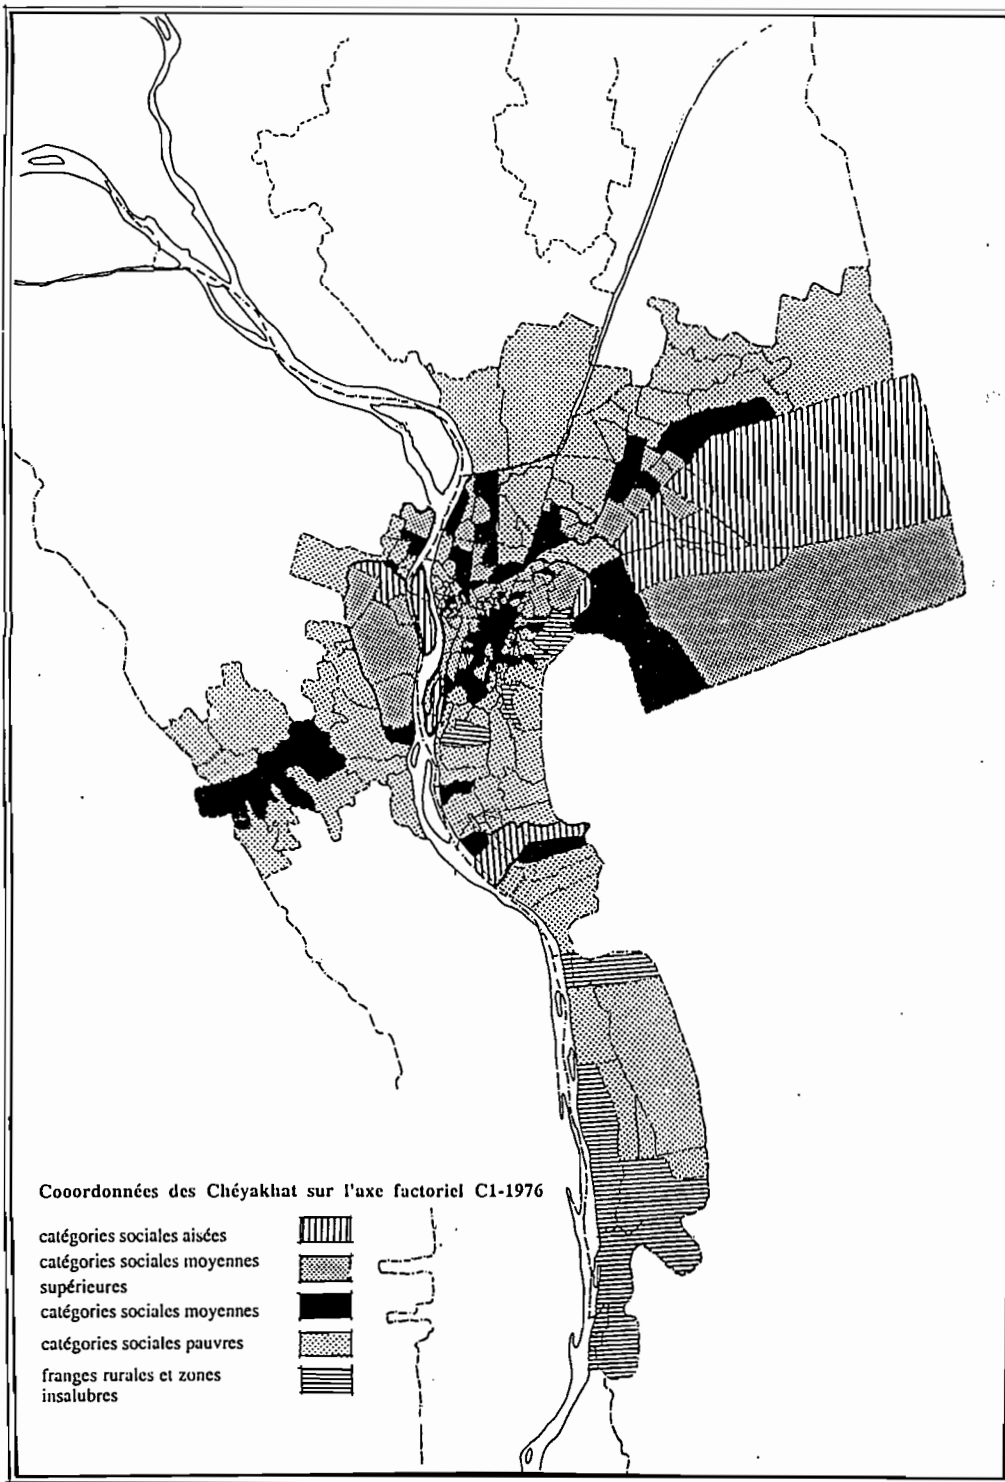 Cooordonnées des Chéyakhat sur l'axe factoriel C1-1976
catégories sociales aisées
catégories sociales moyennes
supérieures
catégories sociales moyennes
catégories sociales pauvres
franges rurales et zones
insalubres